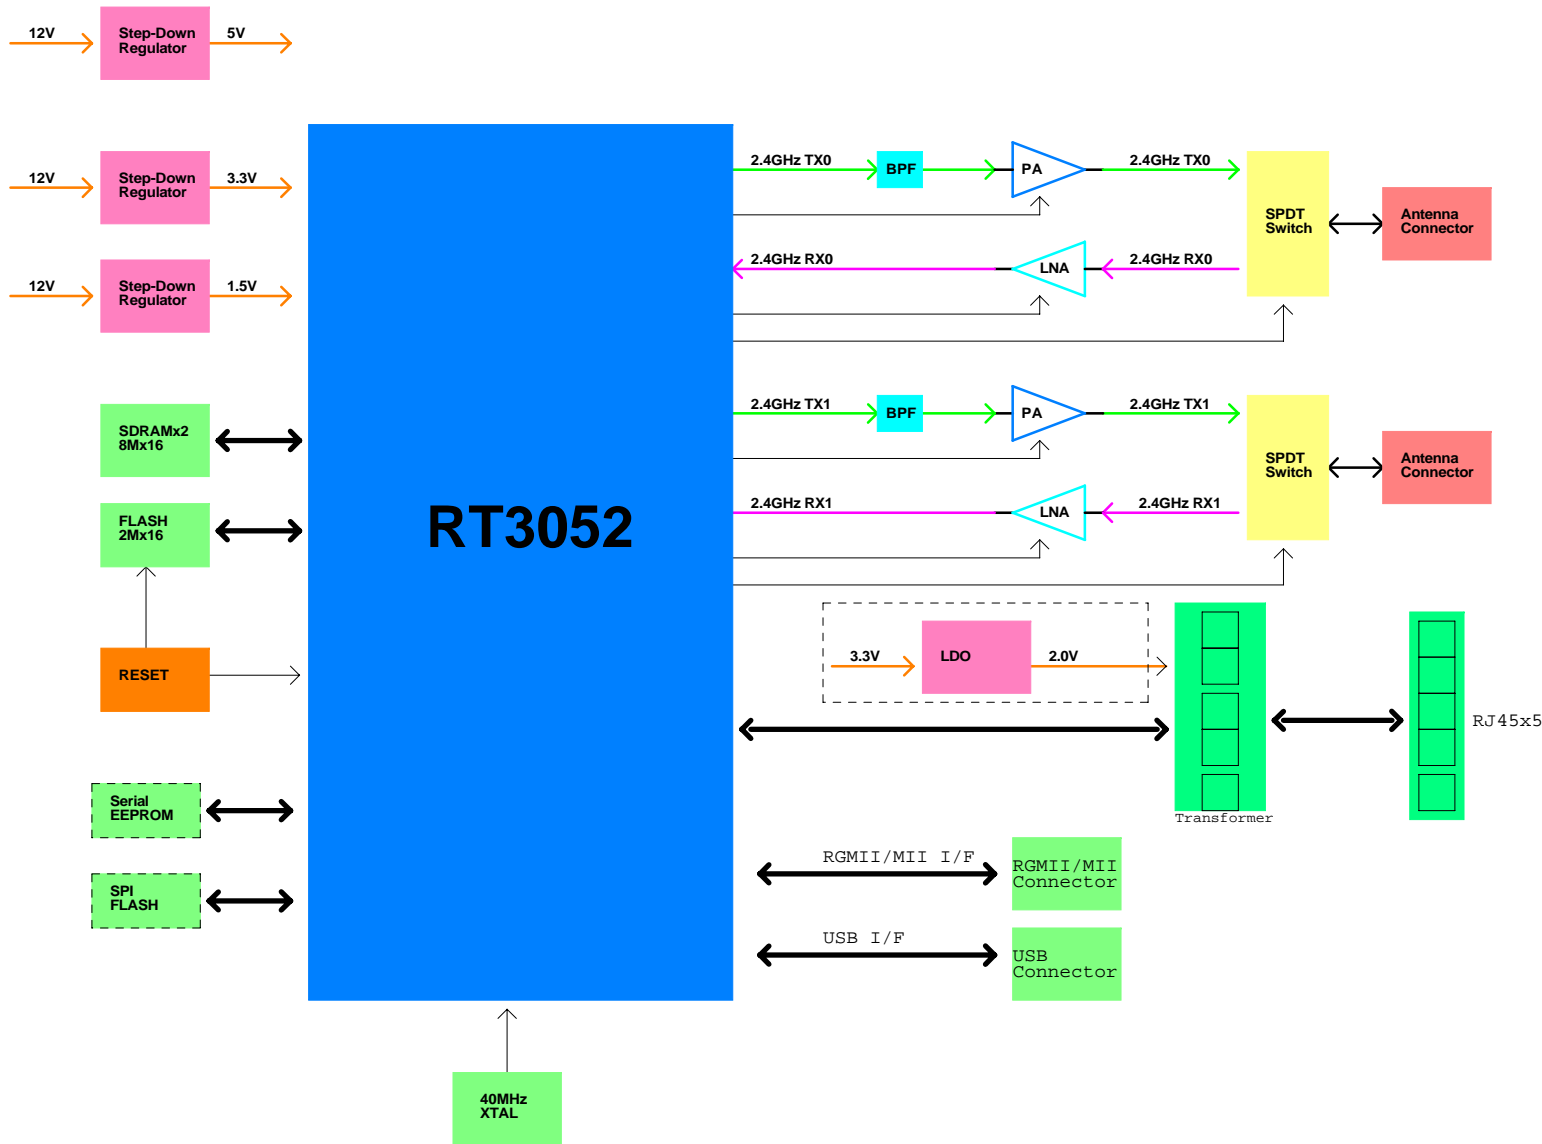 12V
Step-Down
Regulator
5V
12V
Step-Down
Regulator
3.3V
12V
Step-Down
Regulator
1.5V
SDRAMx2
8Mx16
FLASH
2Mx16
RESET
Serial
EEPROM
SPI
FLASH
RT3052
40MHz
XTAL
2.4GHz TX0
BPF
PA
2.4GHz TX0
2.4GHz RX0
LNA
2.4GHz RX0
SPDT
Switch
Antenna
Connector
2.4GHz TX1
BPF
PA
2.4GHz TX1
2.4GHz RX1
LNA
2.4GHz RX1
SPDT
Switch
Antenna
Connector
3.3V
LDO
2.0V
Transformer
RJ45x5
RGMII/MII I/F
RGMII/MII
Connector
USB I/F
USB
Connector